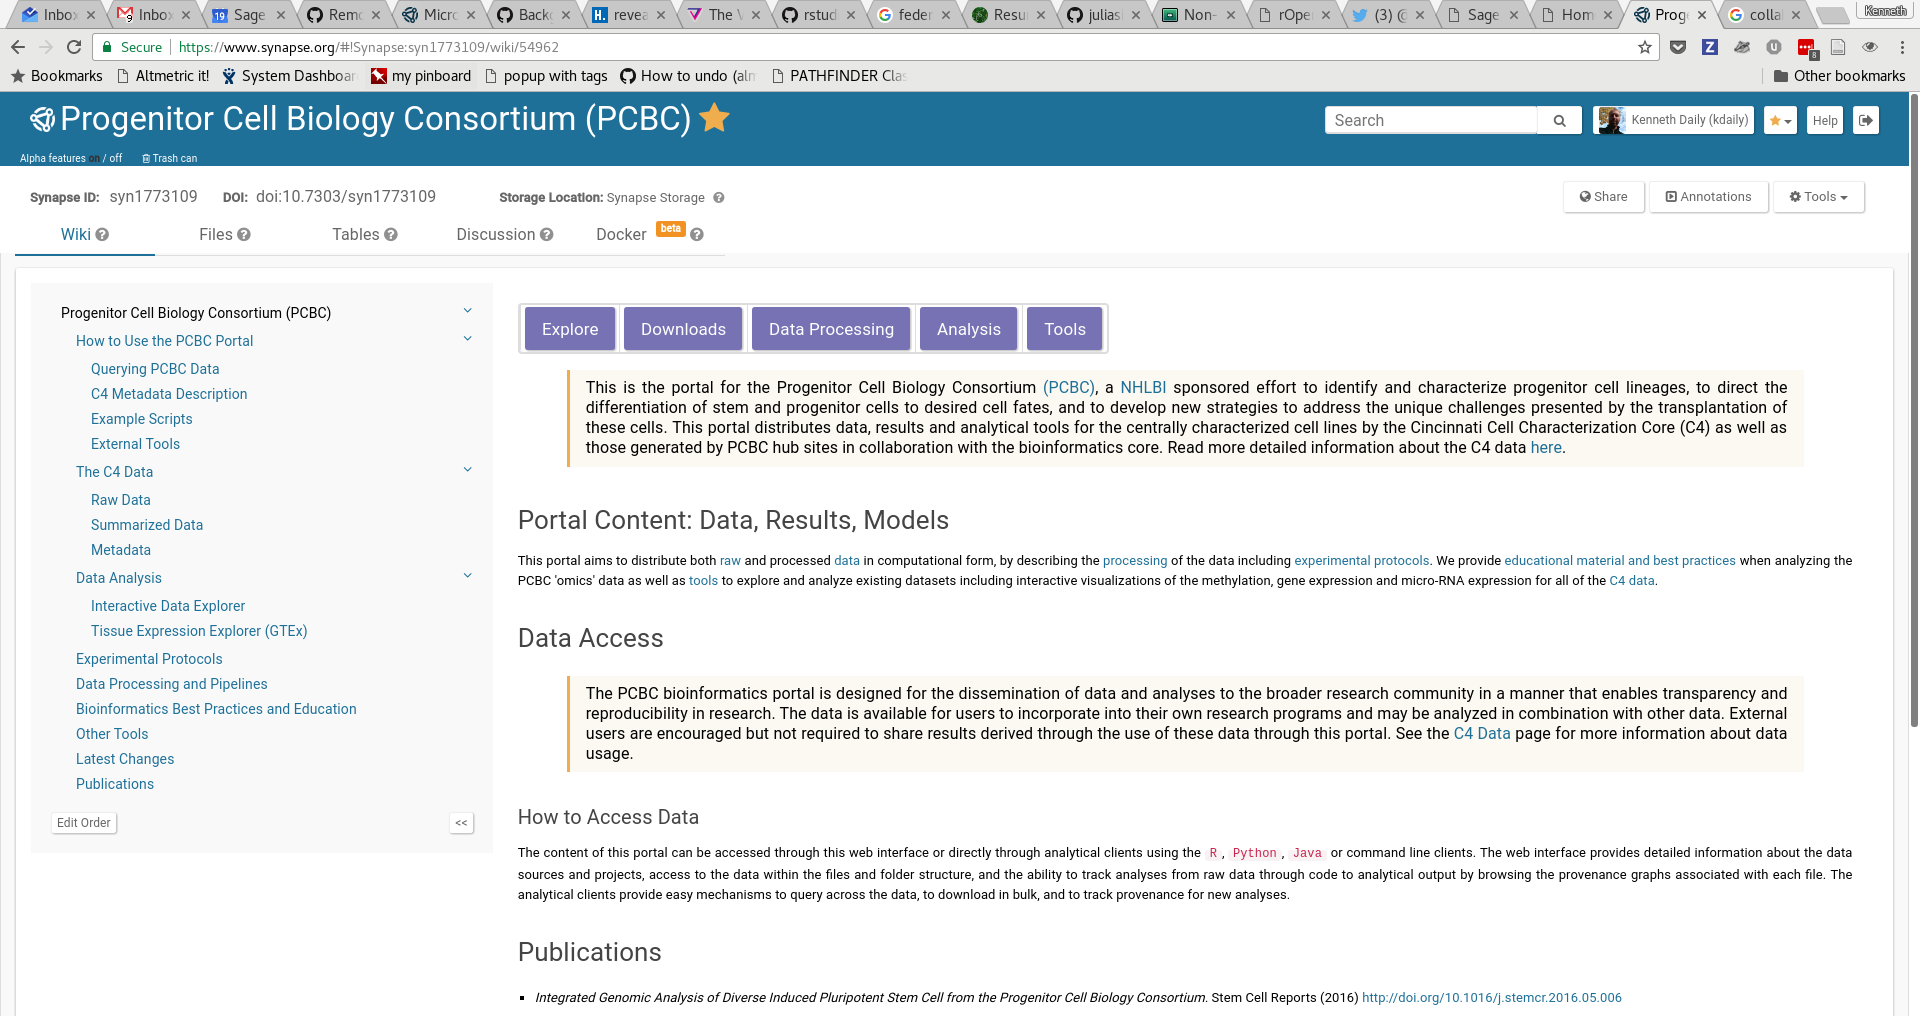 Inbo
Inbo
Sage
Remo
Micro
Back
revea
The
rstud
feder
Resu
julias
Non-
rOpe
(3)
Sage
Hom
Proge
colla
Kenneth
Secure
https://www.synapse.org/#!Synapse:syn1773109/wiki/54962
Bookmarks
Altmetric it!
System Dashboa
my pinboard
popup with tags
How to undo (aln
PATHFINDER Clas
Other bookmarks
Progenitor Cell Biology Consortium (PCBC)
Search
Kenneth Daily (kdaily)
Help
Alpha features on / off
Trash can
Synapse ID: syn1773109
DOI: doi:10.7303/syn1773109
Storage Location: Synapse Storage
Share
Annotations
Tools
Wiki
Files
Tables
Discussion
Docker
beta
Progenitor Cell Biology Consortium (PCBC)
How to Use the PCBC Portal
Querying PCBC Data
C4 Metadata Description
Example Scripts
External Tools
The C4 Data
Raw Data
Summarized Data
Metadata
Data Analysis
Interactive Data Explorer
Tissue Expression Explorer (GTEx)
Experimental Protocols
Data Processing and Pipelines
Bioinformatics Best Practices and Education
Other Tools
Latest Changes
Publications
Edit Order
<<
Explore
Downloads
Data Processing
Analysis
Tools
This is the portal for the Progenitor Cell Biology Consortium (PCBC), a NHLBI sponsored effort to identify and characterize progenitor cell lineages, to direct the
differentiation of stem and progenitor cells to desired cell fates, and to develop new strategies to address the unique challenges presented by the transplantation of
these cells. This portal distributes data, results and analytical tools for the centrally characterized cell lines by the Cincinnati Cell Characterization Core (C4) as well as
those generated by PCBC hub sites in collaboration with the bioinformatics core. Read more detailed information about the C4 data here.
Portal Content: Data, Results, Models
This portal aims to distribute both raw and processed data in computational form, by describing the processing of the data including experimental protocols. We provide educational material and best practices when analyzing the
PCBC 'omics' data as well as tools to explore and analyze existing datasets including interactive visualizations of the methylation, gene expression and micro-RNA expression for all of the C4 data.
Data Access
The PCBC bioinformatics portal is designed for the dissemination of data and analyses to the broader research community in a manner that enables transparency and
reproducibility in research. The data is available for users to incorporate into their own research programs and may be analyzed in combination with other data. External
users are encouraged but not required to share results derived through the use of these data through this portal. See the C4 Data page for more information about data
usage.
How to Access Data
The content of this portal can be accessed through this web interface or directly through analytical clients using the R, Python, Java or command line clients. The web interface provides detailed information about the data
sources and projects, access to the data within the files and folder structure, and the ability to track analyses from raw data through code to analytical output by browsing the provenance graphs associated with each file. The
analytical clients provide easy mechanisms to query across the data, to download in bulk, and to track provenance for new analyses.
Publications
Integrated Genomic Analysis of Diverse Induced Pluripotent Stem Cell from the Progenitor Cell Biology Consortium. Stem Cell Reports (2016) http://doi.org/10.1016/j.stemcr.2016.05.006